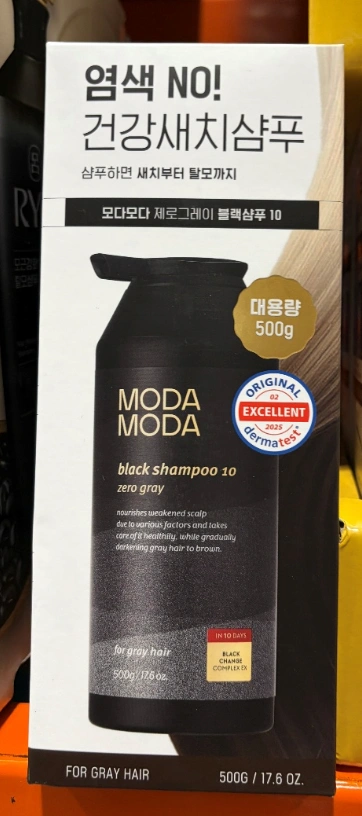 염색 NO!
건강새치샴푸
샴푸하면 새치부터 탈모까지
모다모다 제로그레이 블랙샴푸 10
대용량
500g
ORIGINAL
02
EXCELLENT
2025
dermatest
MODA
MODA
black shampoo 10
zero gray
nourishes weakened scalp
due to various factors and takes
care of it healthily, while gradually
darkening gray hair to brown.
IN 10 DAYS
BLACK
CHANGE
COMPLEX EX
for gray hair
500g / 17.6 oz.
FOR GRAY HAIR
500G / 17.6 OZ.